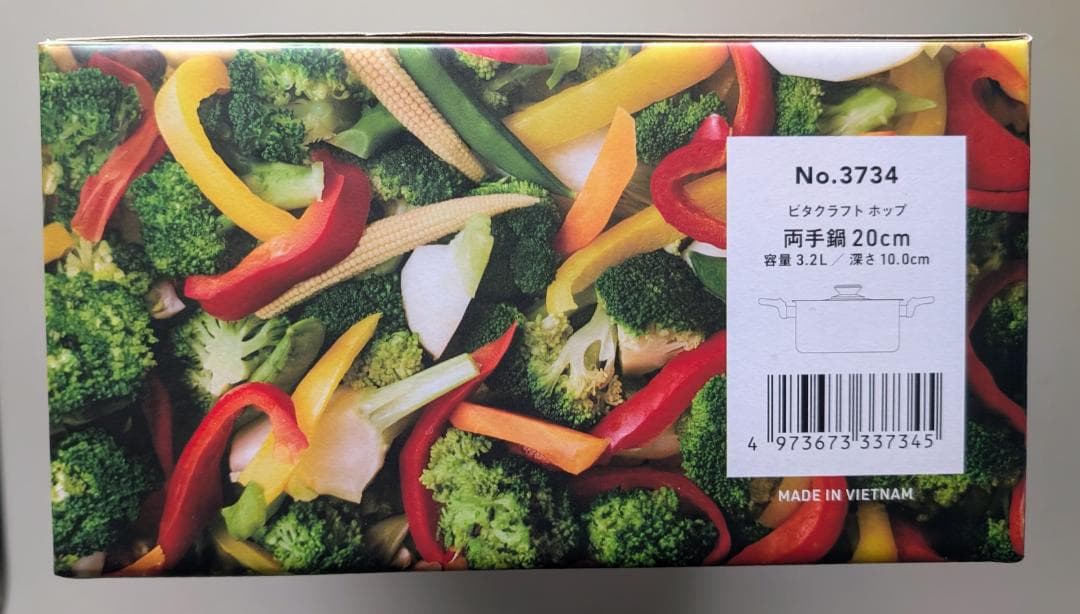 No.3734
ビタクラフト ホップ
両手鍋 20cm
容量 3.2L ／ 深さ 10.0cm
4 973673 337345
MADE IN VIETNAM